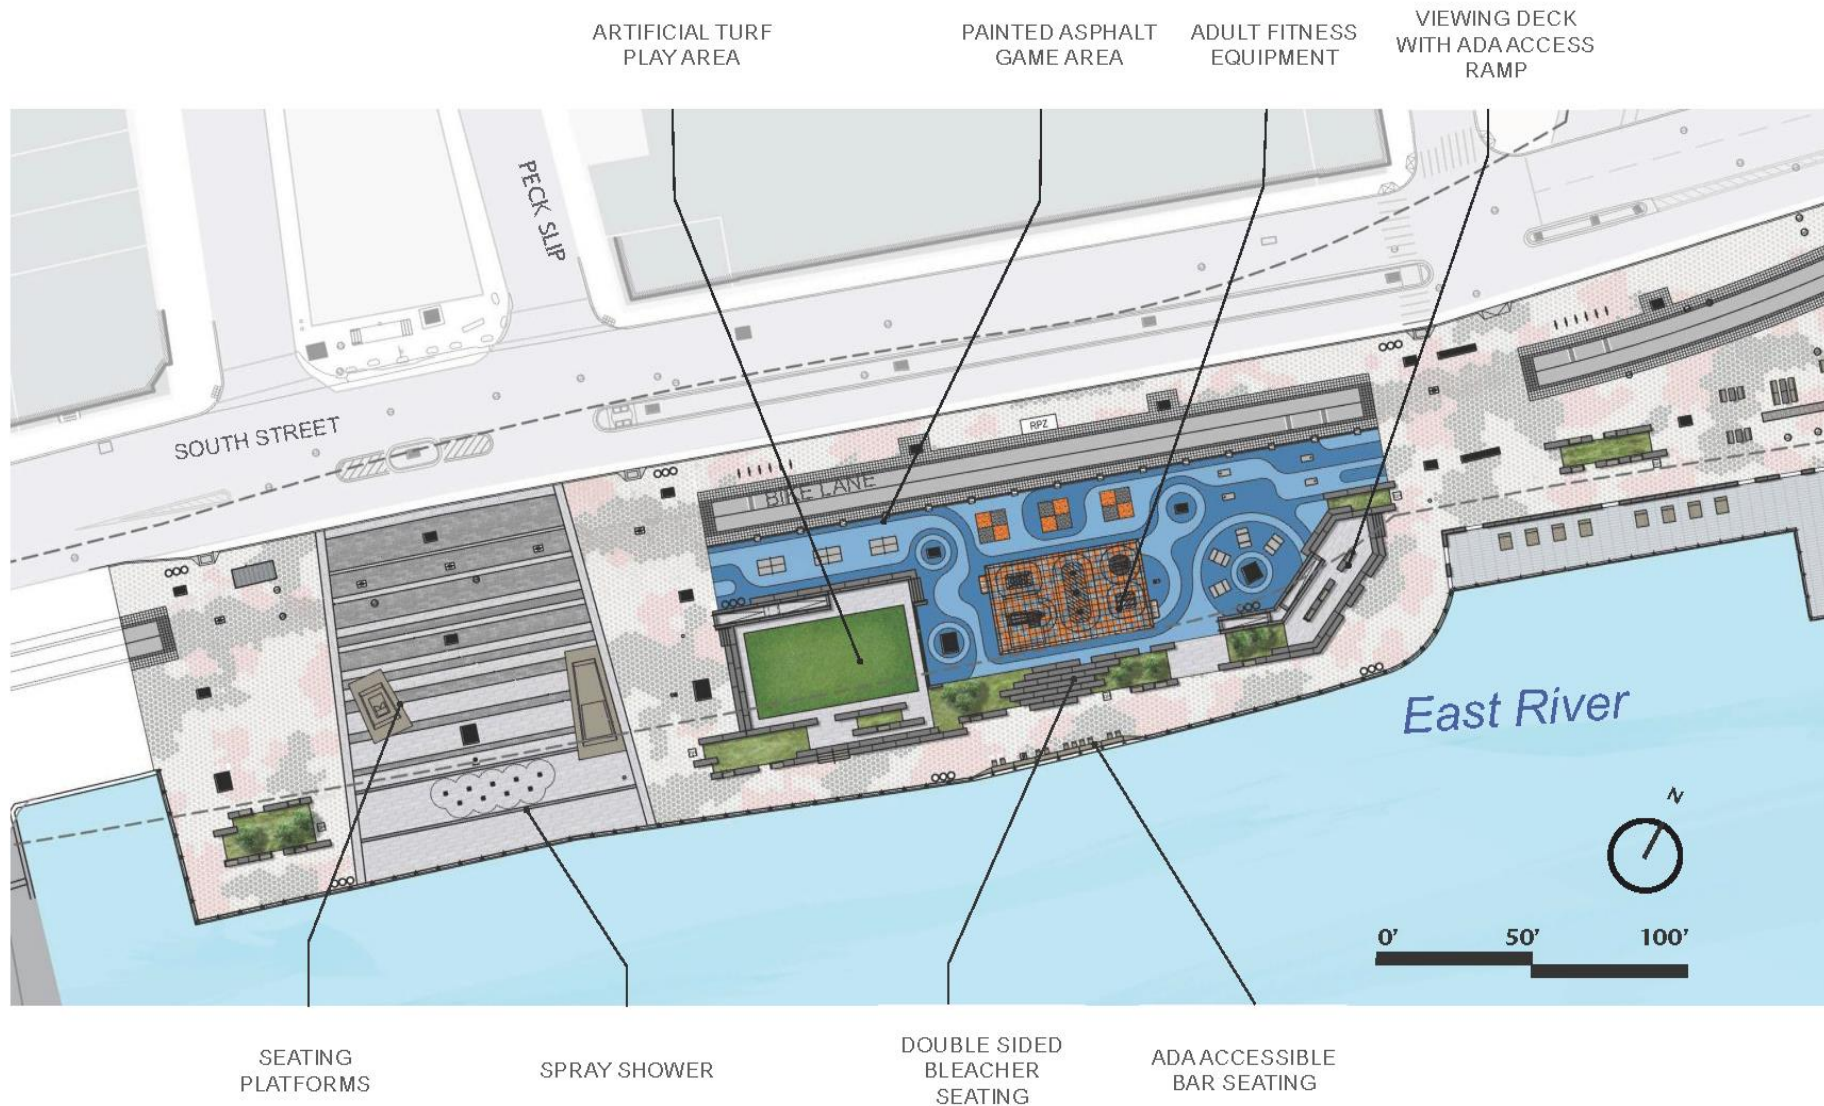 ARTIFICIAL TURF
PLAY AREA
PAINTED ASPHALT
GAME AREA
ADULT FITNESS
EQUIPMENT
VIEWING DECK
WITH ADA ACCESS
RAMP
PECK SLIP
SOUTH STREET
RPZ
BIKE LANE
East River
N
0' 50' 100'
SEATING
PLATFORMS
SPRAY SHOWER
DOUBLE SIDED
BLEACHER
SEATING
ADA ACCESSIBLE
BAR SEATING